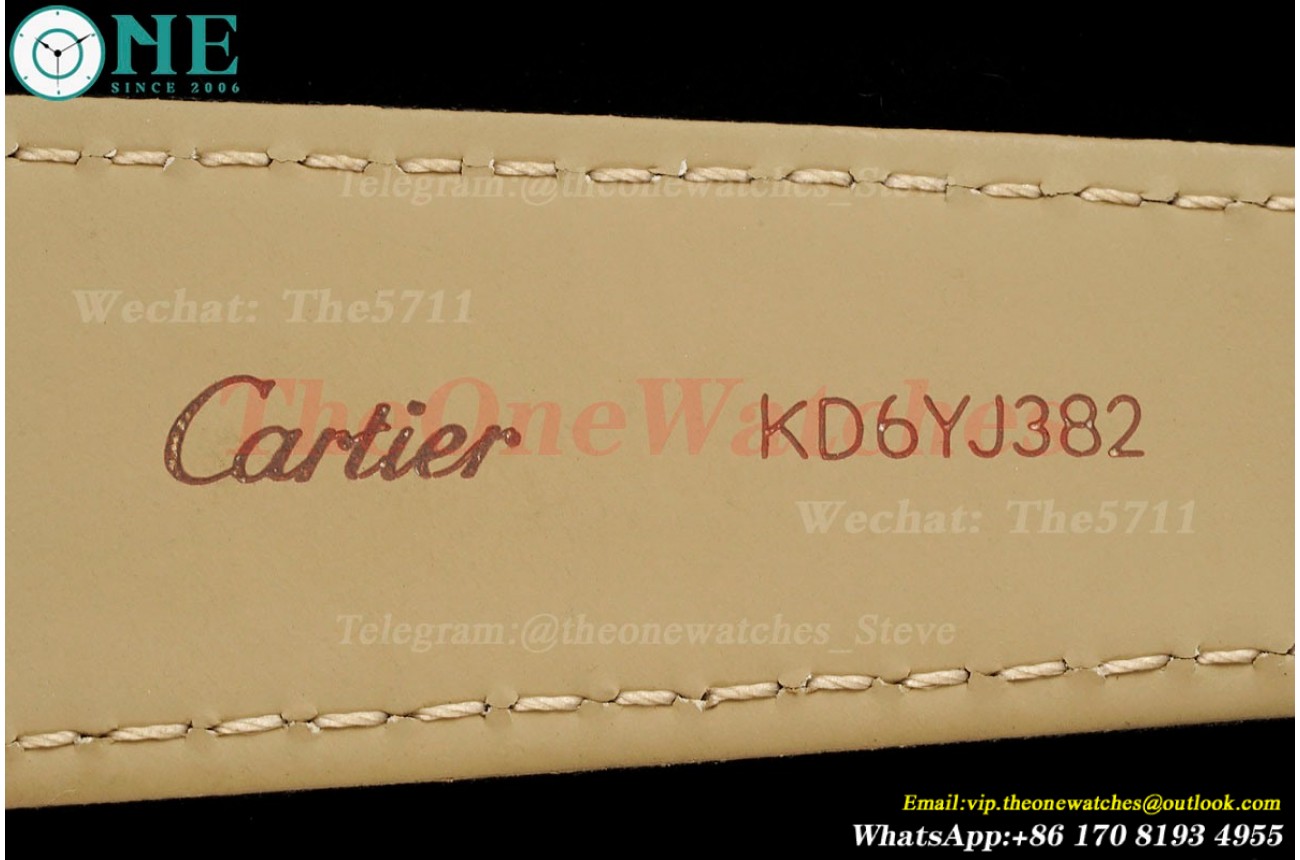 ONE
SINCE 2006
Telegram:@theonewatches_Steve
Wechat: The5711
TheOneWatches
Cartier
KD6YJ382
Wechat: The5711
Telegram:@theonewatches_Steve
Email:vip.theonewatches@outlook.com
WhatsApp:+86 170 8193 4955